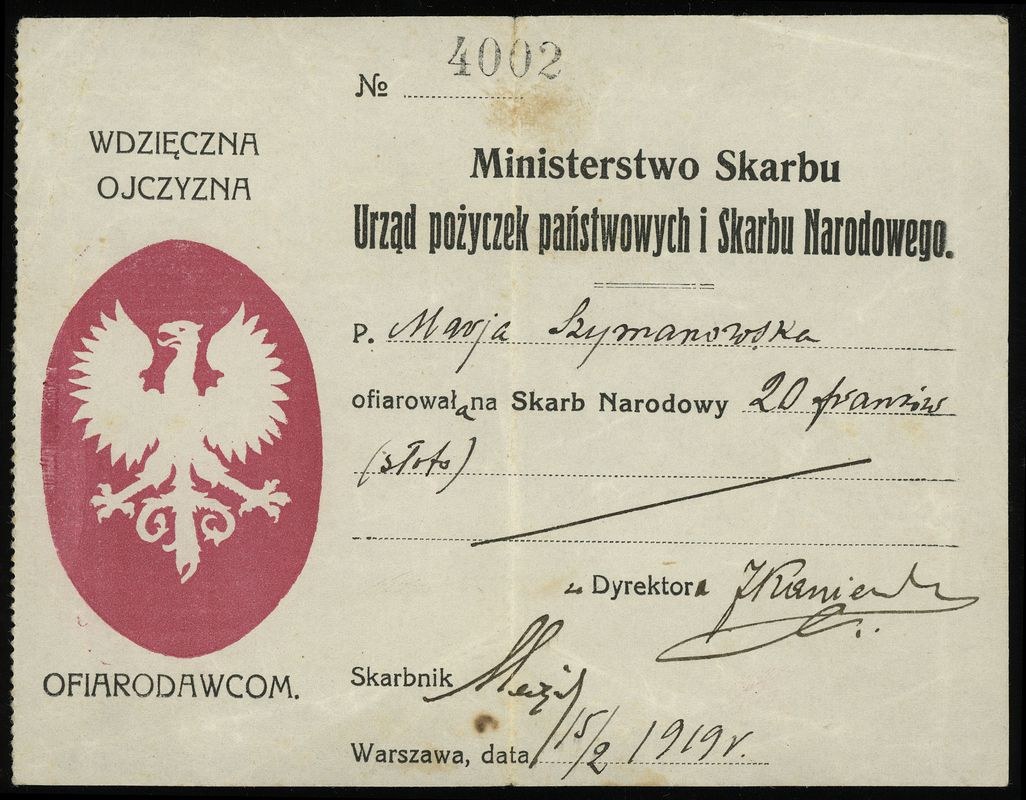 WDZIĘCZNA
OJCZYZNA
OFIARODAWCOM.
№ 4002
Ministerstwo Skarbu
Urząd pożyczek państwowych i Skarbu Narodowego.
P. Marja Szymanowska
ofiarowała na Skarb Narodowy 20 franków
(złoto)
Dyrektora
Skarbnik
Warszawa, data 15/2 1919 r.